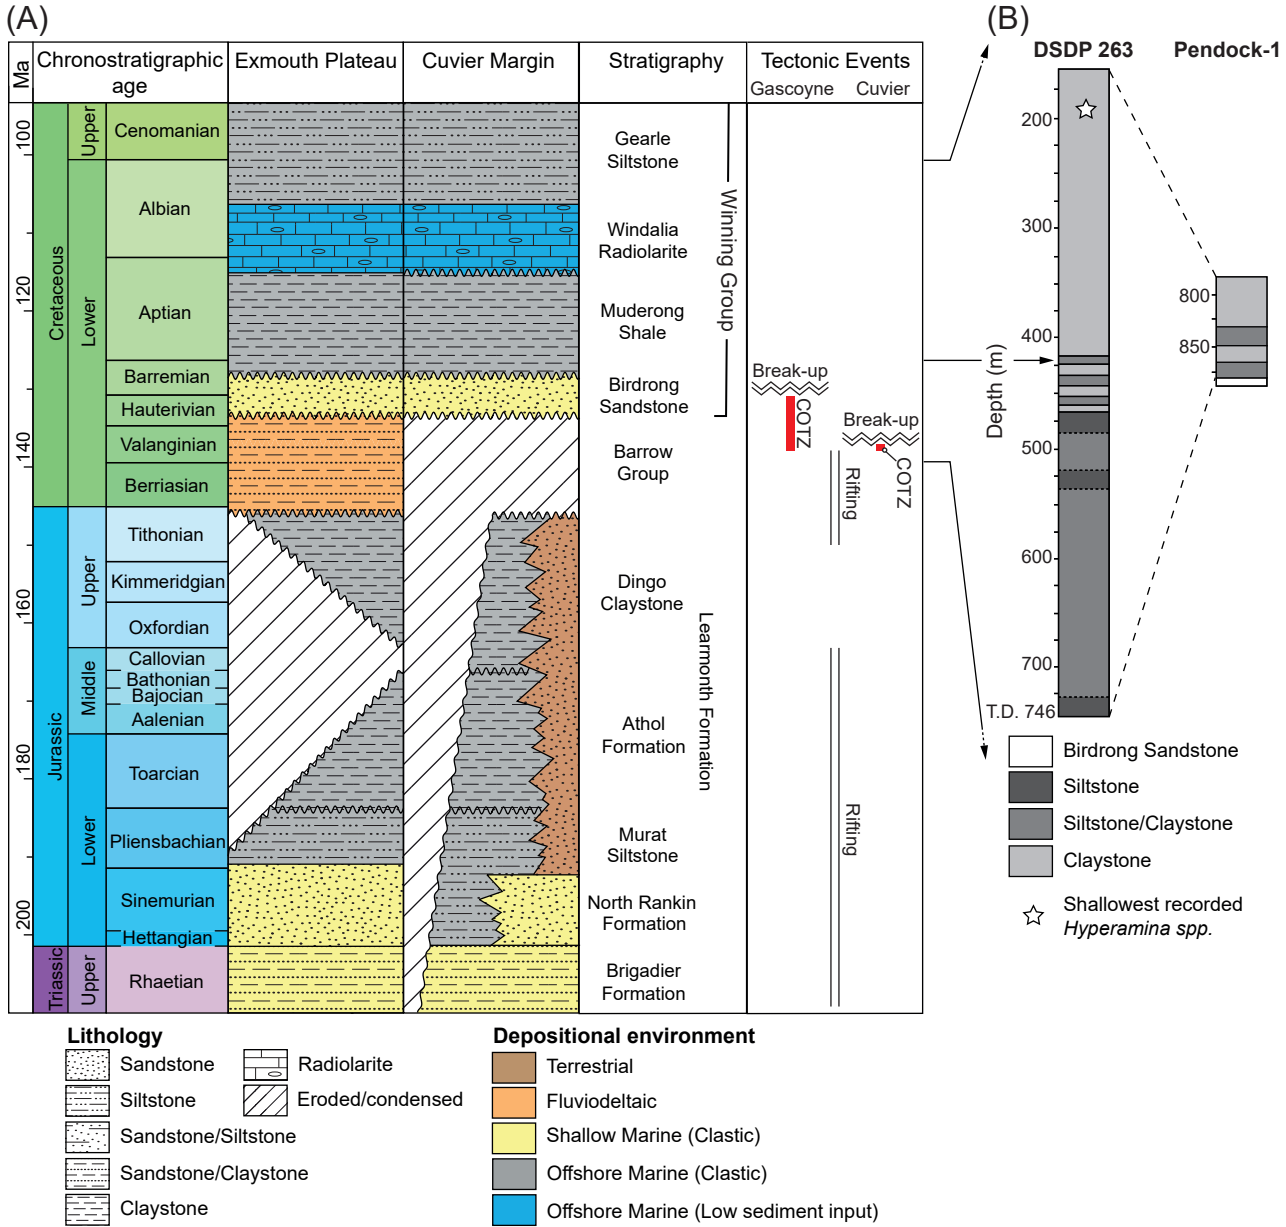 (A)
(B)
Ma
Chronostratigraphic
age
Exmouth Plateau
Cuvier Margin
Stratigraphy
Tectonic Events
Gascoyne
Cuvier
100
120
140
160
180
200
Cretaceous
Jurassic
Triassic
Upper
Lower
Upper
Middle
Lower
Upper
Cenomanian
Albian
Aptian
Barremian
Hauterivian
Valanginian
Berriasian
Tithonian
Kimmeridgian
Oxfordian
Callovian
Bathonian
Bajocian
Aalenian
Toarcian
Pliensbachian
Sinemurian
Hettangian
Rhaetian
Gearle
Siltstone
Windalia
Radiolarite
Muderong
Shale
Birdrong
Sandstone
Barrow
Group
Dingo
Claystone
Athol
Formation
Murat
Siltstone
North Rankin
Formation
Brigadier
Formation
Winning Group
Learmonth Formation
Break-up
COTZ
Break-up
COTZ
Rifting
Rifting
DSDP 263
Pendock-1
Depth (m)
200
300
400
500
600
700
T.D. 746
800
850
Birdrong Sandstone
Siltstone
Siltstone/Claystone
Claystone
Shallowest recorded
Hyperamina spp.
Lithology
Sandstone
Siltstone
Sandstone/Siltstone
Sandstone/Claystone
Claystone
Radiolarite
Eroded/condensed
Depositional environment
Terrestrial
Fluviodeltaic
Shallow Marine (Clastic)
Offshore Marine (Clastic)
Offshore Marine (Low sediment input)